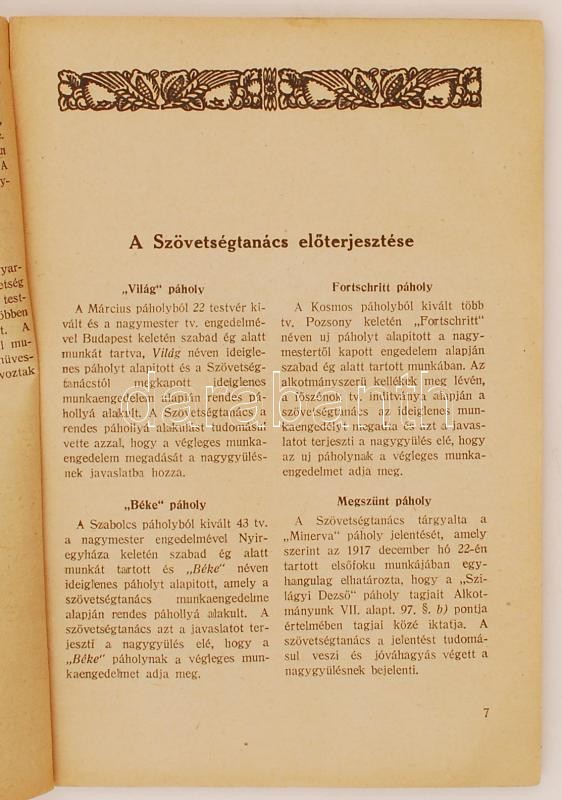 A Szövetségtanács előterjesztése
„Világ" páholy
A Március páholyból 22 testvér ki-
vált és a nagymester tv. engedelmé-
vel Budapest keletén szabad ég alatt
munkát tartva, Világ néven ideigle-
nes páholyt alapitott és a Szövetség-
tanácstól megkapott ideiglenes
munkaengedelem alapján rendes pá-
hollyá alakult. A Szövetségtanács a
rendes páhollyá alakulást tudomásul
vette azzal, hogy a végleges munka-
engedelem megadását a nagygyülés-
nek javaslatba hozza.
„Béke" páholy
A Szabolcs páholyból kivált 43 tv.
a nagymester engedelmével Nyir-
egyháza keletén szabad ég alatt
munkát tartott és „Béke" néven
ideiglenes páholyt alapitott, amely a
szövetségtanács munkaengedelme
alapján rendes páhollyá alakult. A
szövetségtanács azt a javaslatot ter-
jeszti a nagygyülés elé, hogy a
„Béke" páholynak a végleges mun-
kaengedelmet adja meg.
Fortschritt páholy
A Kosmos páholyból kivált több
tv. Pozsony keletén „Fortschritt"
néven uj páholyt alapitott a nagy-
mestertől kapott engedelem alapján
szabad ég alatt tartott munkában. Az
alkotmányszerü kellékek meg lévén,
a főszónok tv. inditványa alapján a
szövetségtanács az ideiglenes mun-
kaengedélyt megadta és azt a javas-
latot terjeszti a nagygyülés elé, hogy
az uj páholynak a végleges munka-
engedelmet adja meg.
Megszünt páholy
A Szövetségtanács tárgyalta a
„Minerva" páholy jelentését, amely
szerint az 1917 december hó 22-én
tartott elsőfoku munkájában egy-
hangulag elhatározta, hogy a „Szi-
lágyi Dezső" páholy tagjait Alkot-
mányunk VII. alapt. 97. §. b) pontja
értelmében tagjai közé iktatja. A
szövetségtanács a jelentést tudomá-
sul veszi és jóváhagyás végett a
nagygyülésnek bejelenti.
7
darabanth